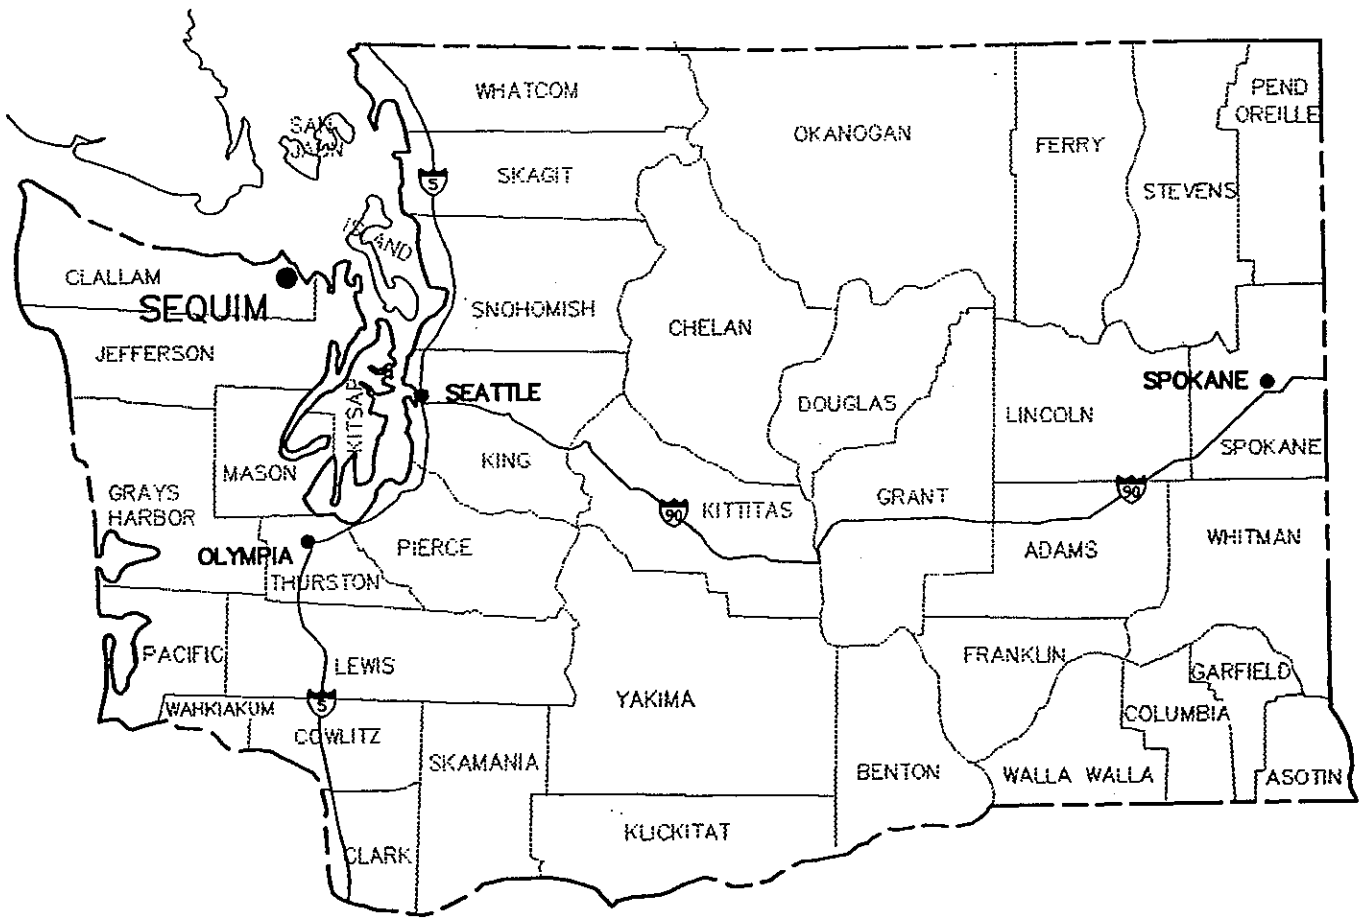 WHATCOM
PEND
OREILLE
SAN
JUAN
OKANOGAN
FERRY
SKAGIT
5
STEVENS
ISLAND
CLALLAM
SEQUIM
SNOHOMISH
CHELAN
JEFFERSON
SPOKANE
SEATTLE
KITSAP
DOUGLAS
LINCOLN
SPOKANE
KING
MASON
GRAYS
HARBOR
90
KITTITAS
GRANT
90
OLYMPIA
PIERCE
ADAMS
WHITMAN
THURSTON
PACIFIC
LEWIS
FRANKLIN
GARFIELD
YAKIMA
5
WAHKIAKUM
COLUMBIA
COWLITZ
SKAMANIA
BENTON
WALLA WALLA
ASOTIN
KLICKITAT
CLARK